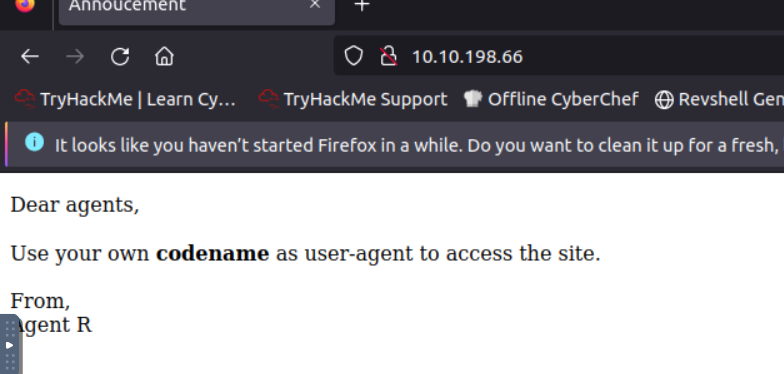 Annoucement
10.10.198.66
TryHackMe | Learn Cy... TryHackMe Support Offline CyberChef Revshell Gen
It looks like you haven't started Firefox in a while. Do you want to clean it up for a fresh,
Dear agents,
Use your own codename as user-agent to access the site.
From,
Agent R